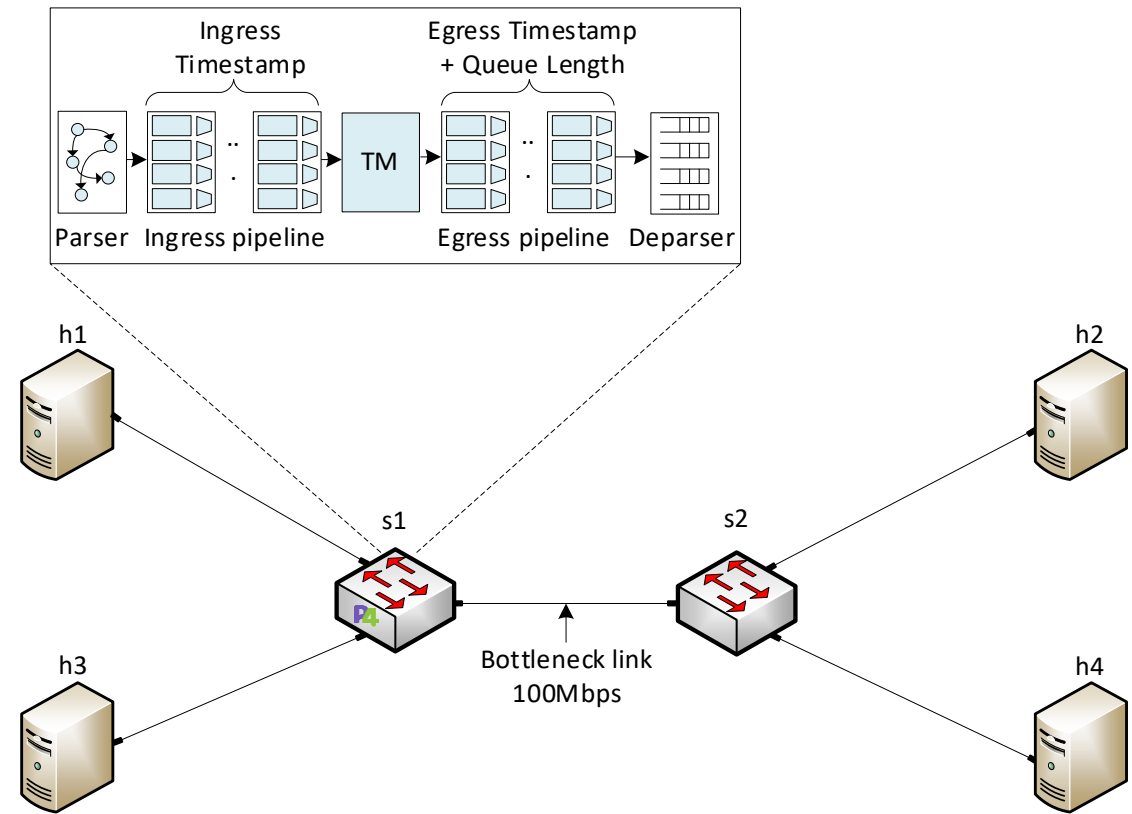 Ingress
Timestamp
Egress Timestamp
+ Queue Length
TM
Parser
Ingress pipeline
Egress pipeline
Deparser
h1
h2
s1
s2
P4
Bottleneck link
100Mbps
h3
h4